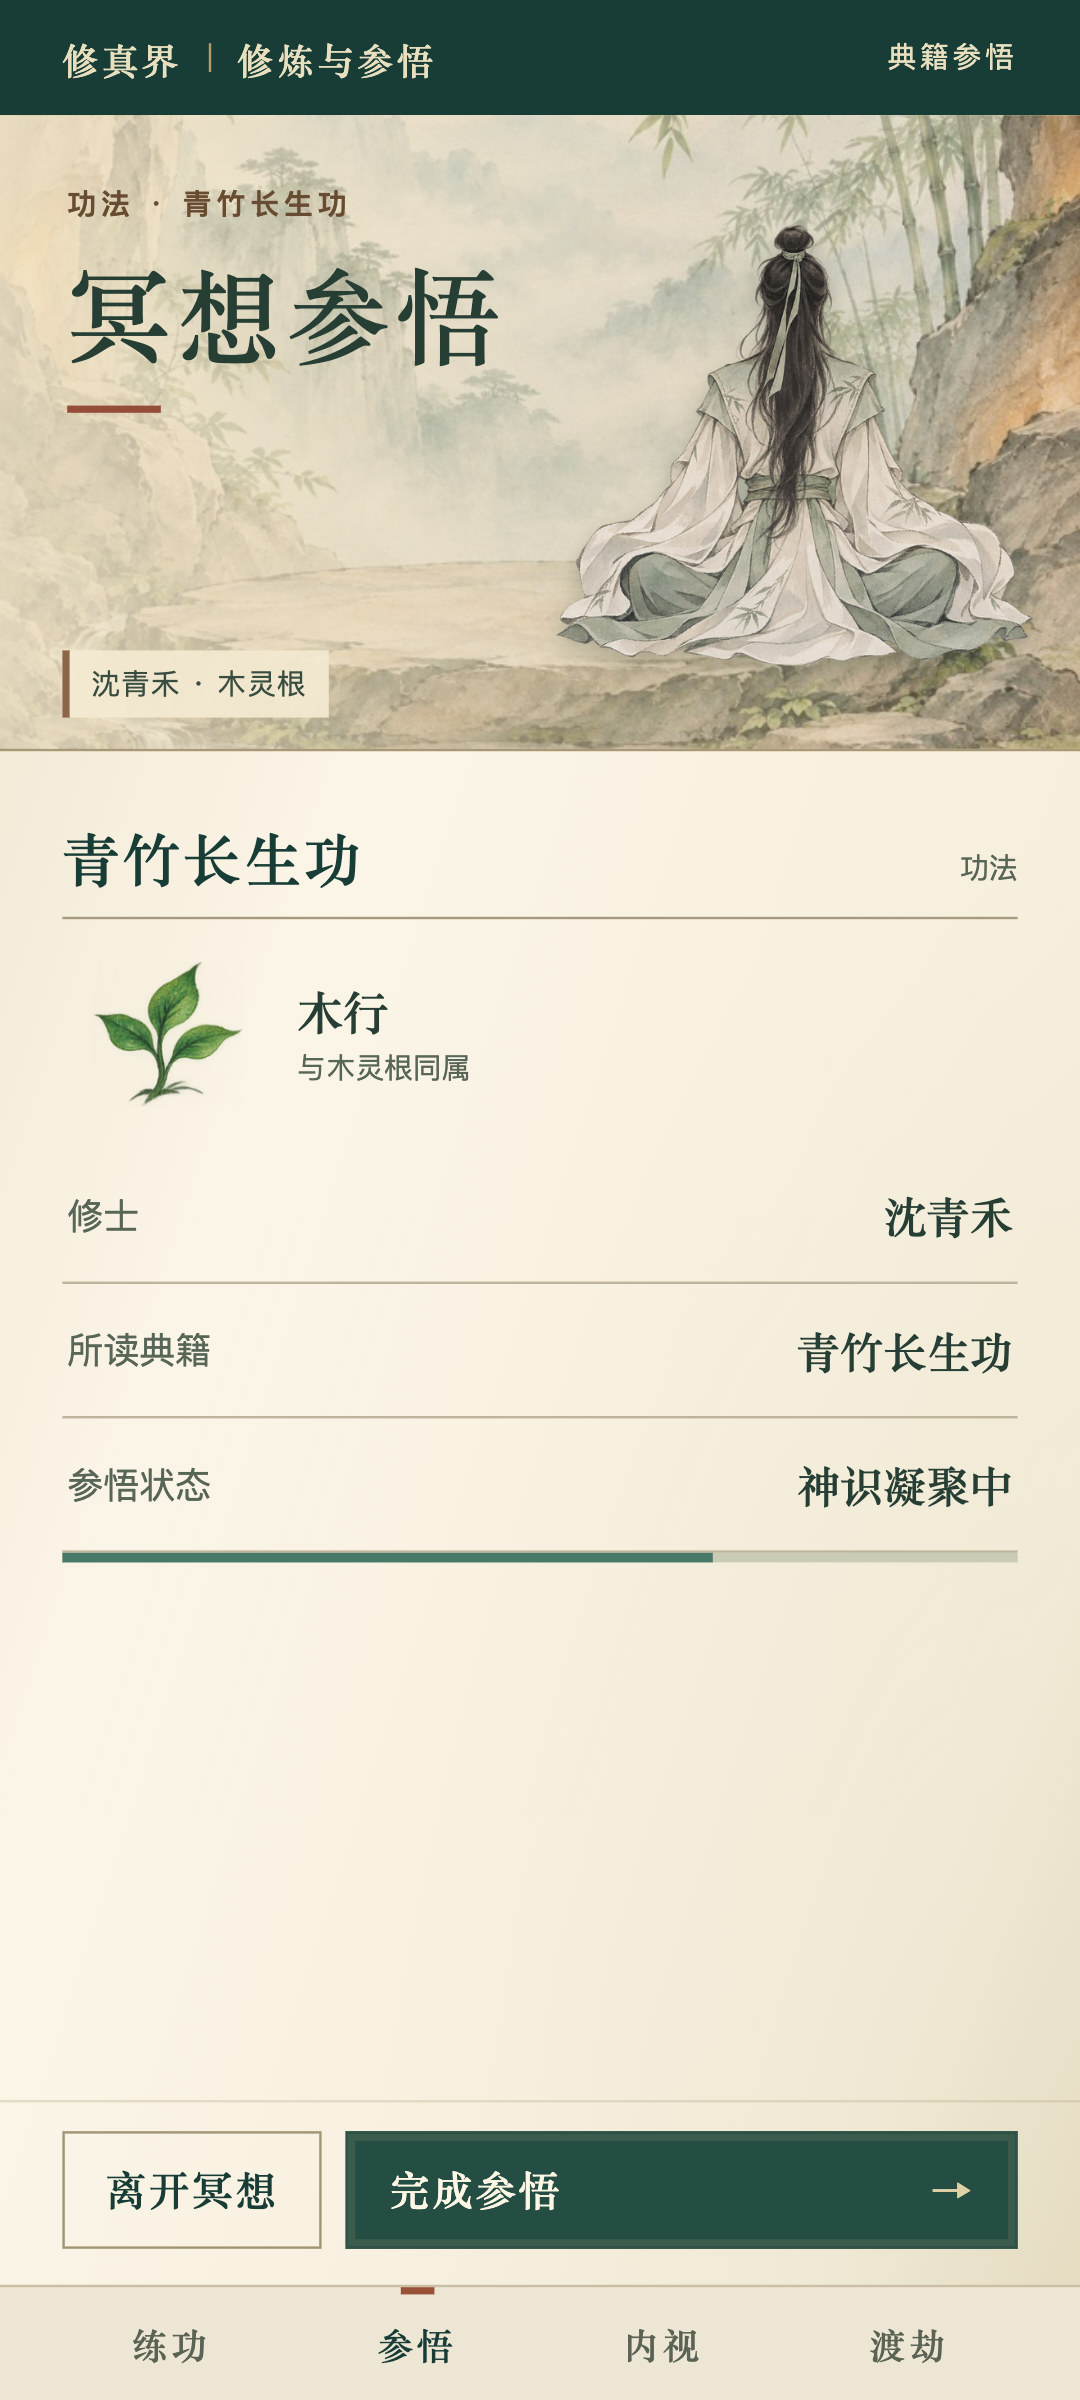 修真界 | 修炼与参悟
典籍参悟
功法 · 青竹长生功
冥想参悟
沈青禾 · 木灵根
青竹长生功
功法
木行
与木灵根同属
修士
沈青禾
所读典籍
青竹长生功
参悟状态
神识凝聚中
离开冥想
完成参悟 →
练功
参悟
内视
渡劫